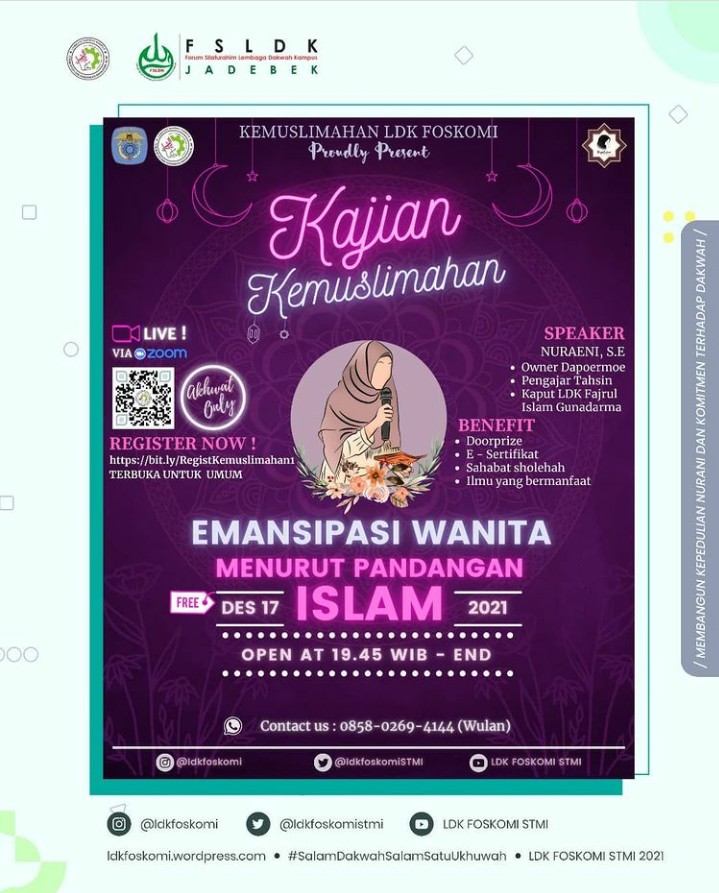 FSLDK
Forum Silaturahim Lembaga Dakwah Kampus
JADEBEK
KEMUSLIMAHAN LDK FOSKOMI
Proudly Present
Kajian
Kemuslimahan
LIVE !
VIA zoom
Akhwat
Only
REGISTER NOW !
https://bit.ly/RegistKemuslimahan1
TERBUKA UNTUK UMUM
SPEAKER
NURAENI, S.E
• Owner Dapoermoe
• Pengajar Tahsin
• Kaput LDK Fajrul
Islam Gunadarma
BENEFIT
• Doorprize
• E - Sertifikat
• Sahabat sholehah
• Ilmu yang bermanfaat
EMANSIPASI WANITA
MENURUT PANDANGAN
FREE DES 17 ISLAM 2021
OPEN AT 19.45 WIB - END
Contact us : 0858-0269-4144 (Wulan)
@ldkfoskomi @ldkfoskomiSTMI LDK FOSKOMI STMI
/ MEMBANGUN KEPEDULIAN NURANI DAN KOMITMEN TERHADAP DAKWAH /
@ldkfoskomi @ldkfoskomistmi LDK FOSKOMI STMI
ldkfoskomi.wordpress.com • #SalamDakwahSalamSatuUkhuwah • LDK FOSKOMI STMI 2021